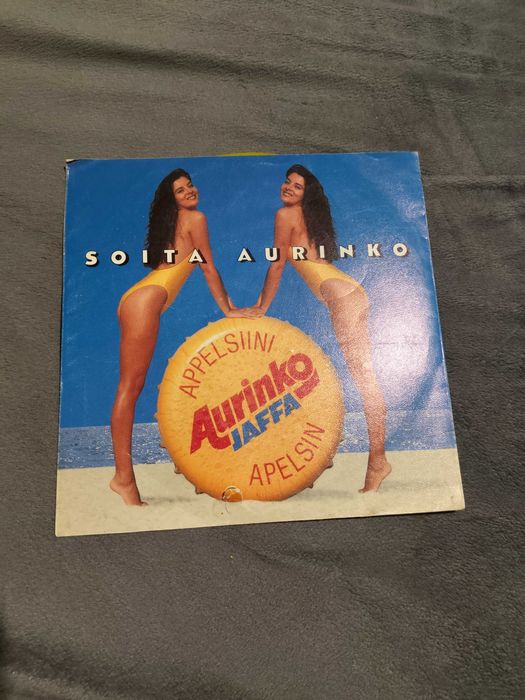 SOITA AURINKO
APPELSIINI
Aurinko
JAFFA
APELSIN